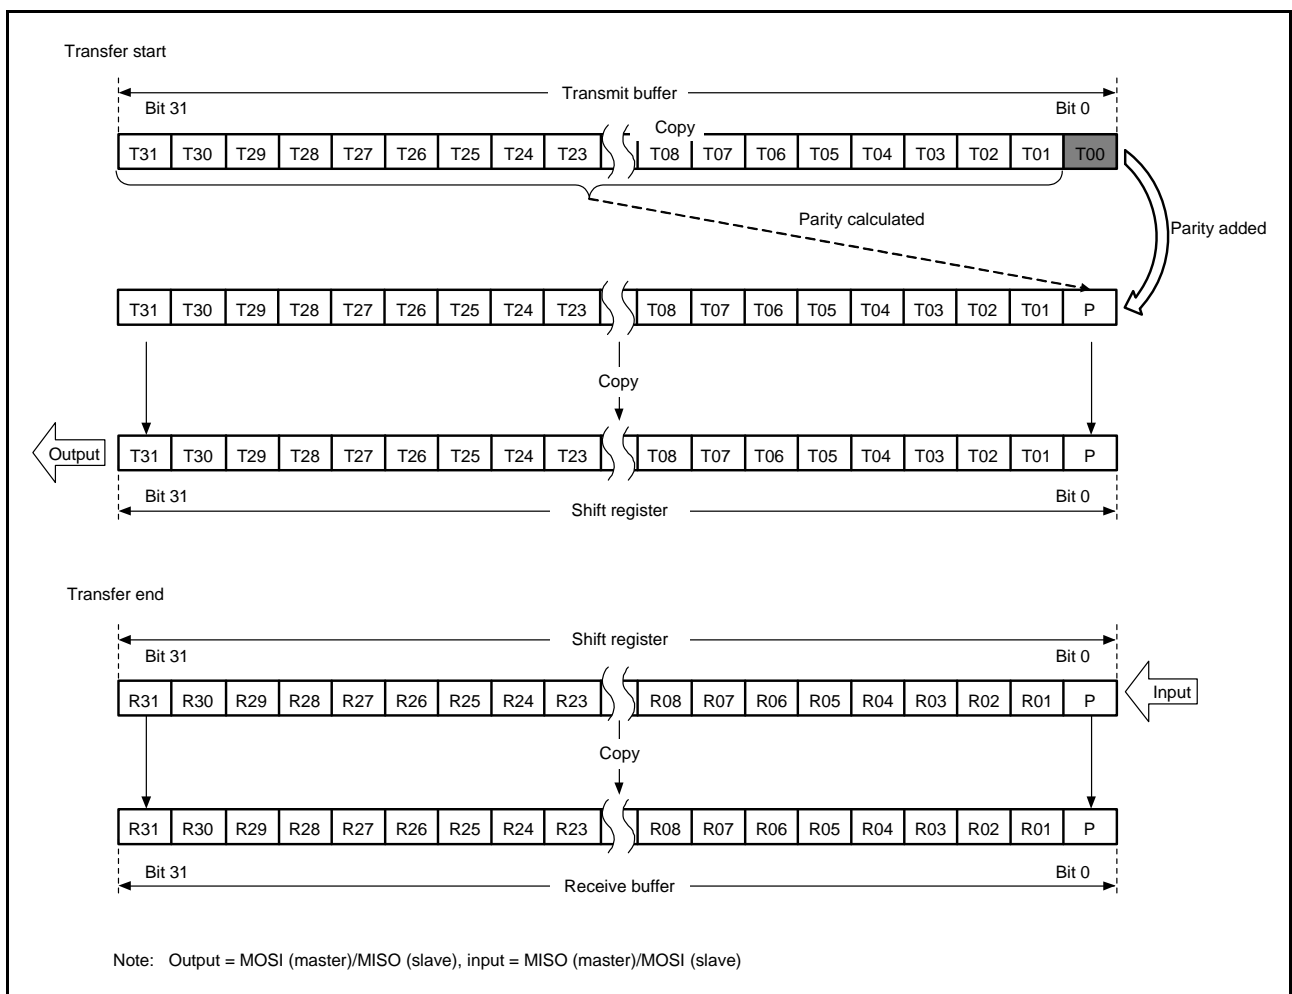 Transfer start
Transmit buffer
Bit 31 Bit 0
Copy
T31 T30 T29 T28 T27 T26 T25 T24 T23 T08 T07 T06 T05 T04 T03 T02 T01 T00
Parity calculated
Parity added
T31 T30 T29 T28 T27 T26 T25 T24 T23 T08 T07 T06 T05 T04 T03 T02 T01 P
Copy
Output T31 T30 T29 T28 T27 T26 T25 T24 T23 T08 T07 T06 T05 T04 T03 T02 T01 P
Bit 31 Bit 0
Shift register
Transfer end
Shift register
Bit 31 Bit 0
R31 R30 R29 R28 R27 R26 R25 R24 R23 R08 R07 R06 R05 R04 R03 R02 R01 P Input
Copy
R31 R30 R29 R28 R27 R26 R25 R24 R23 R08 R07 R06 R05 R04 R03 R02 R01 P
Bit 31 Bit 0
Receive buffer
Note: Output = MOSI (master)/MISO (slave), input = MISO (master)/MOSI (slave)